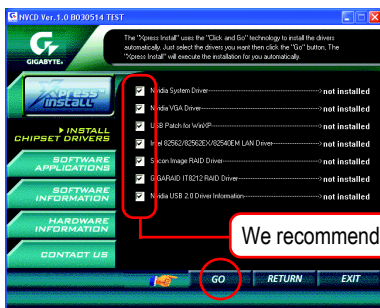 NVCD Ver.1.0 B030514 TEST
The "Xpress Install" uses the "Click and Go" technology to install the drivers
automatically. Just select the drivers you want then click the "Go" button, The
"Xpress Install" will execute the installation for you automatically.
GIGABYTE
Xpress
INSTALL
Nvidia System Driver not installed
Nvidia VGA Driver not installed
USB Patch for WinXP not installed
Intel 82562/82562EX/82540EM LAN Driver not installed
Silicon Image RAID Driver not installed
GIGARAID IT8212 RAID Driver not installed
Nvidia USB 2.0 Driver Information not installed
INSTALL
CHIPSET DRIVERS
SOFTWARE
APPLICATIONS
SOFTWARE
INFORMATION
HARDWARE
INFORMATION
CONTACT US
We recommend
GO RETURN EXIT